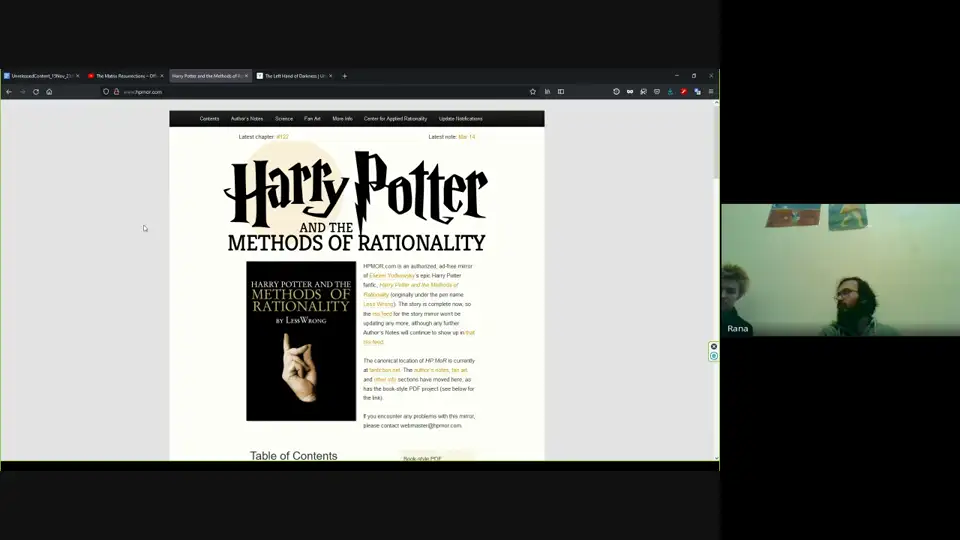 The Matrix Resurrections – Offi
Harry Potter and the Methods of R
The Left Hand of Darkness |
www.hpmor.com
Contents Author's Notes Science Fan Art More Info Center for Applied Rationality Update Notifications
Latest chapter: #122 Latest note: Mar 14
Harry Potter
AND THE
METHODS OF RATIONALITY
HARRY POTTER AND THE
METHODS OF
RATIONALITY
BY LESSWRONG
HPMOR.com is an authorized, ad-free mirror
of Eliezer Yudkowsky's epic Harry Potter
fanfic, Harry Potter and the Methods of
Rationality (originally under the pen name
Less Wrong). The story is complete now, so
the rss feed for the story mirror won't be
updating any more, although any further
Author's Notes will continue to show up in that
rss feed.
The canonical location of HP MoR is currently
at fanfiction.net. The author's notes, fan art,
and other info sections have moved here, as
has the book-style PDF project (see below for
the link).
If you encounter any problems with this mirror,
please contact webmaster@hpmor.com.
Table of Contents
Book-style PDF
Rana